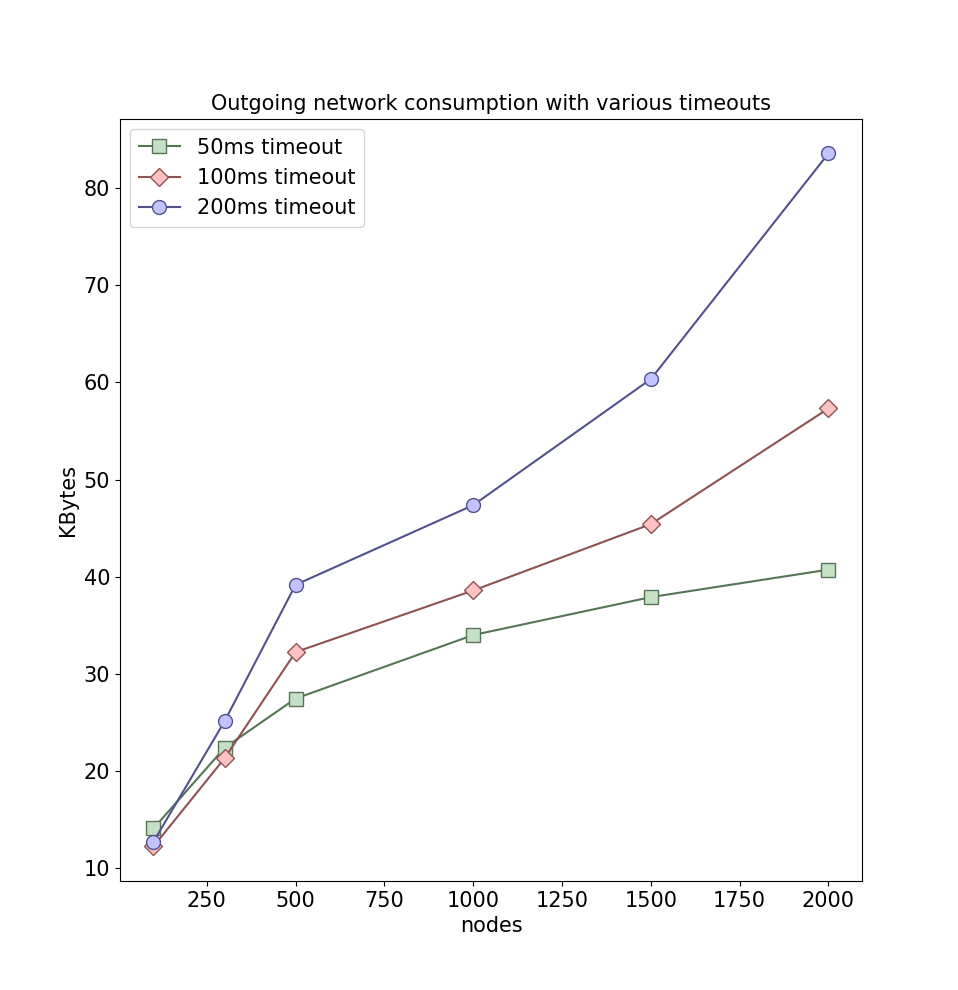 Outgoing network consumption with various timeouts
50ms timeout
100ms timeout
200ms timeout
80
70
60
50
40
30
20
10
KBytes
250 500 750 1000 1250 1500 1750 2000
nodes